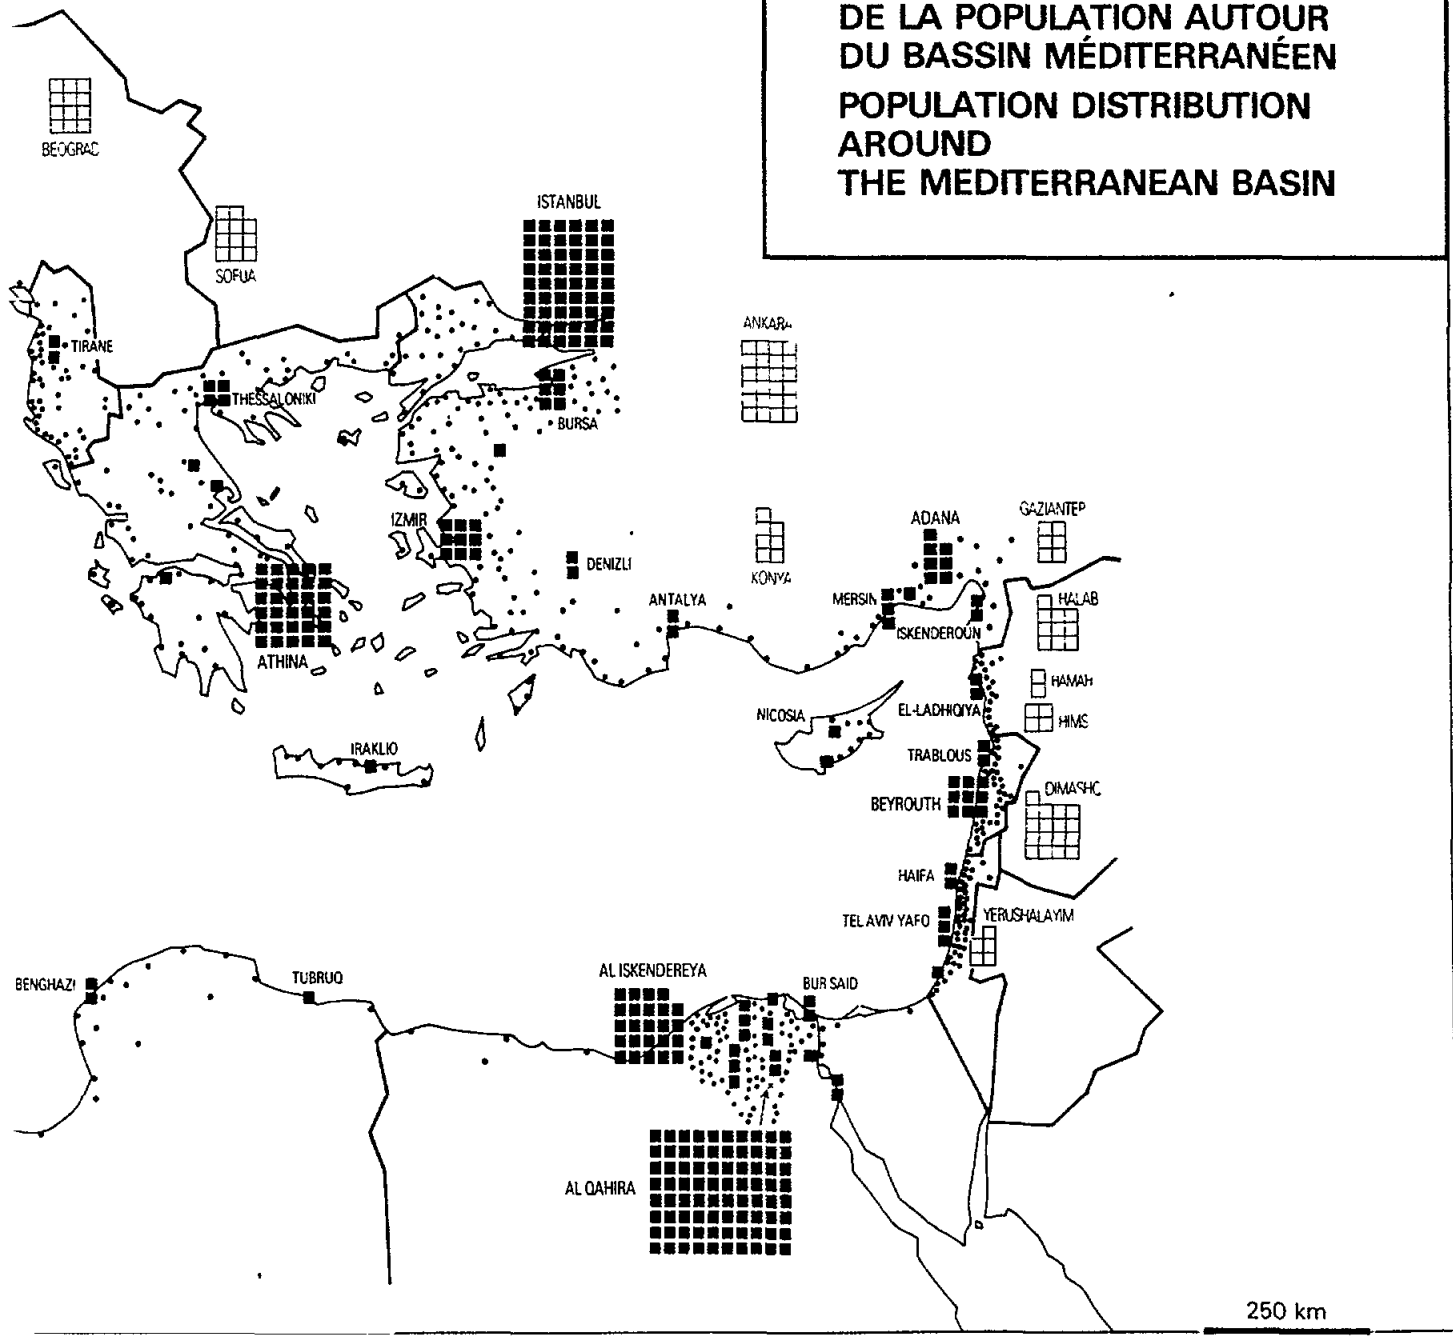 DE LA POPULATION AUTOUR
DU BASSIN MÉDITERRANÉEN
POPULATION DISTRIBUTION
AROUND
THE MEDITERRANEAN BASIN
BEOGRAD
ISTANBUL
SOFIJA
ANKARA
TIRANE
THESSALONIKI
BURSA
IZMIR
ADANA
GAZIANTEP
DENIZLI
KONYA
ANTALYA
MERSIN
HALAB
ISKENDEROUN
ATHINA
HAMAH
EL-LADHIQIYA
NICOSIA
HIMS
IRAKLIO
TRABLOUS
DIMASHQ
BEYROUTH
HAIFA
TEL AVIV YAFO
YERUSHALAYIM
BENGHAZI
TUBRUQ
AL ISKENDEREYA
BUR SAID
AL QAHIRA
250 km